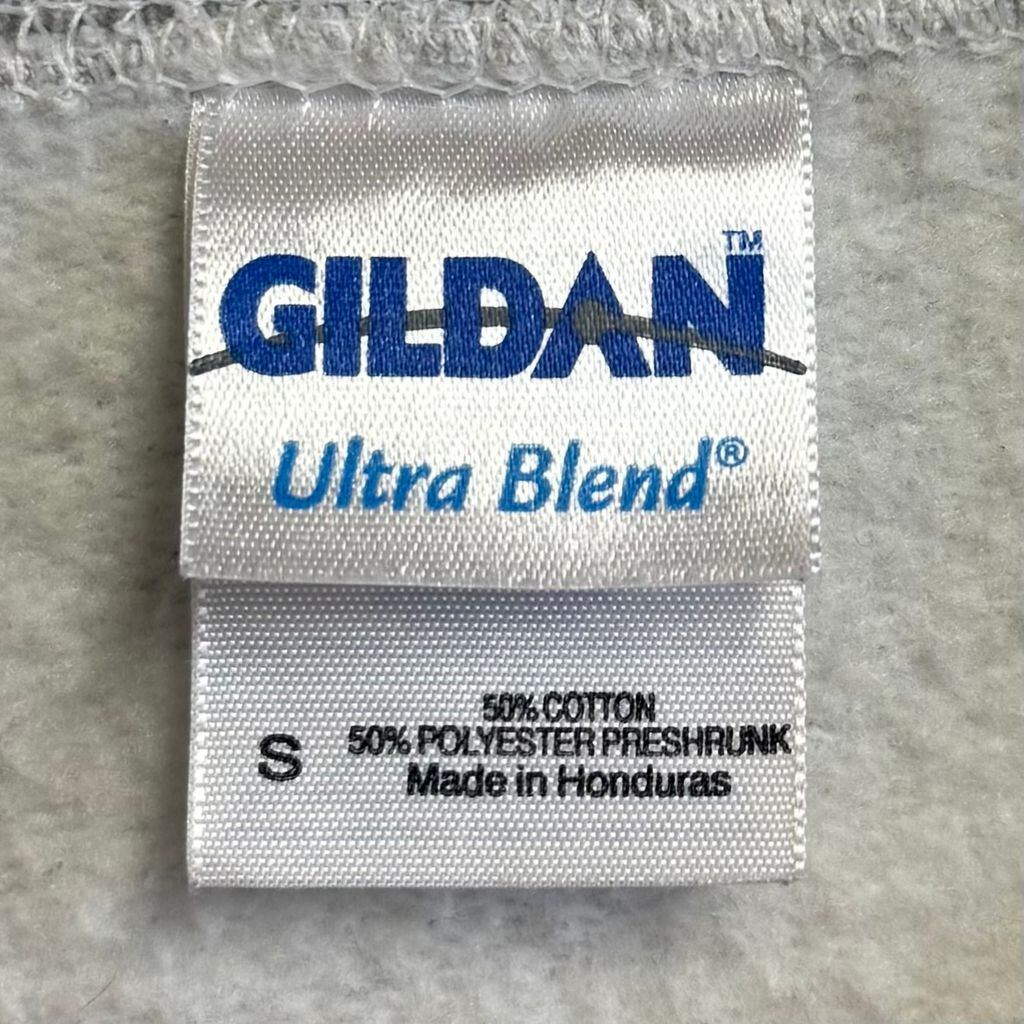 GILDAN™
Ultra Blend®
50% COTTON
S 50% POLYESTER PRESHRUNK
Made in Honduras